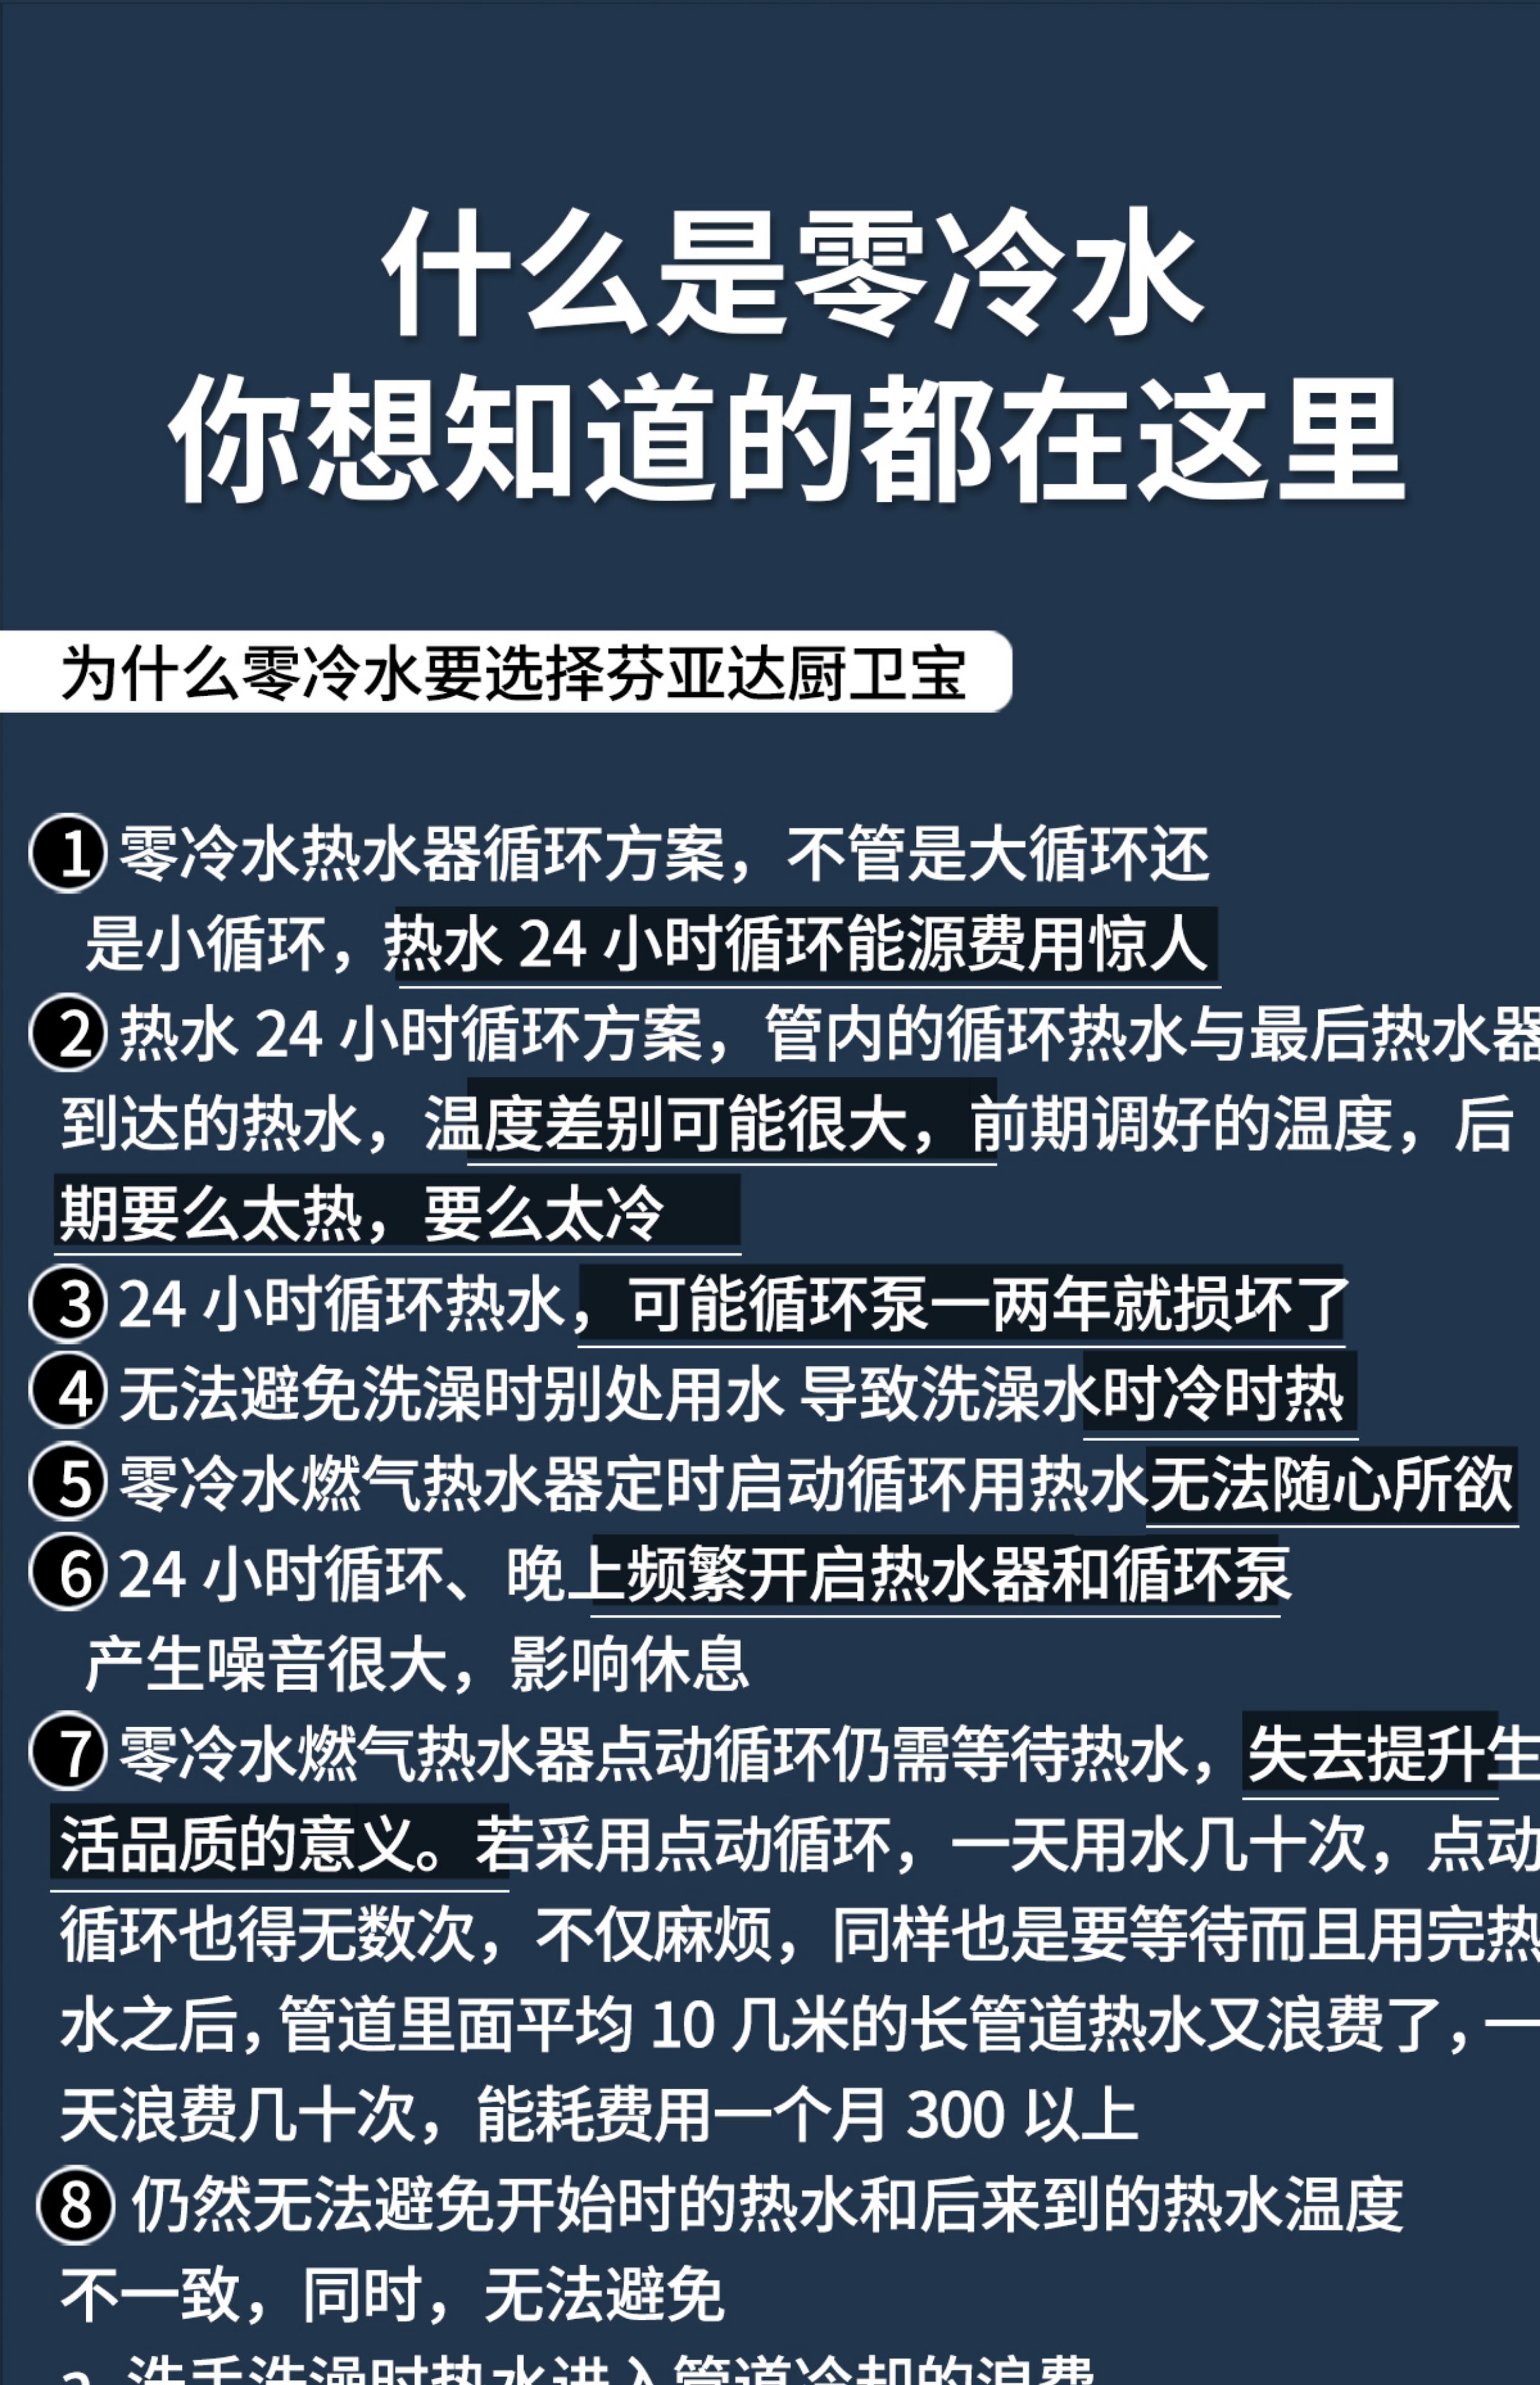 什么是零冷水
你想知道的都在这里
为什么零冷水要选择芬亚达厨卫宝
1 零冷水热水器循环方案，不管是大循环还
是小循环，热水 24 小时循环能源费用惊人
2 热水 24 小时循环方案，管内的循环热水与最后热水器
到达的热水，温度差别可能很大，前期调好的温度，后
期要么太热，要么太冷
3 24 小时循环热水，可能循环泵一两年就损坏了
4 无法避免洗澡时别处用水 导致洗澡水时冷时热
5 零冷水燃气热水器定时启动循环用热水无法随心所欲
6 24 小时循环、晚上频繁开启热水器和循环泵
产生噪音很大，影响休息
7 零冷水燃气热水器点动循环仍需等待热水，失去提升生
活品质的意义。若采用点动循环，一天用水几十次，点动
循环也得无数次，不仅麻烦，同样也是要等待而且用完热
水之后，管道里面平均 10 几米的长管道热水又浪费了，一
天浪费几十次，能耗费用一个月 300 以上
8 仍然无法避免开始时的热水和后来到的热水温度
不一致，同时，无法避免
a. 洗手洗澡时热水进入管道冷却的浪费